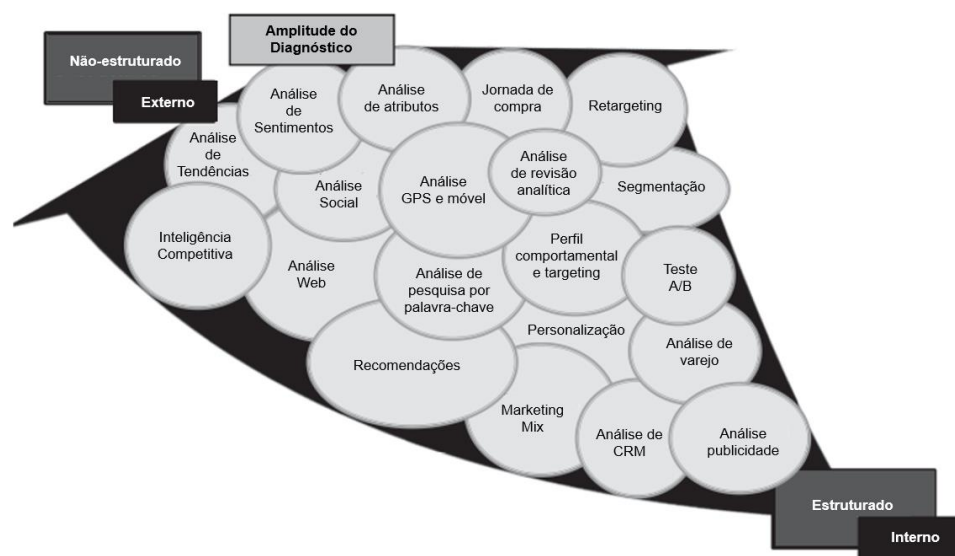 Amplitude do
Diagnóstico
Não-estruturado
Externo
Análise
de
Sentimentos
Análise
de atributos
Jornada de
compra
Retargeting
Análise
de
Tendências
Análise
Social
Análise
GPS e móvel
Análise
de revisão
analítica
Segmentação
Inteligência
Competitiva
Análise
Web
Análise de
pesquisa por
palavra-chave
Perfil
comportamental
e targeting
Teste
A/B
Recomendações
Personalização
Análise de
varejo
Marketing
Mix
Análise de
CRM
Análise
publicidade
Estruturado
Interno